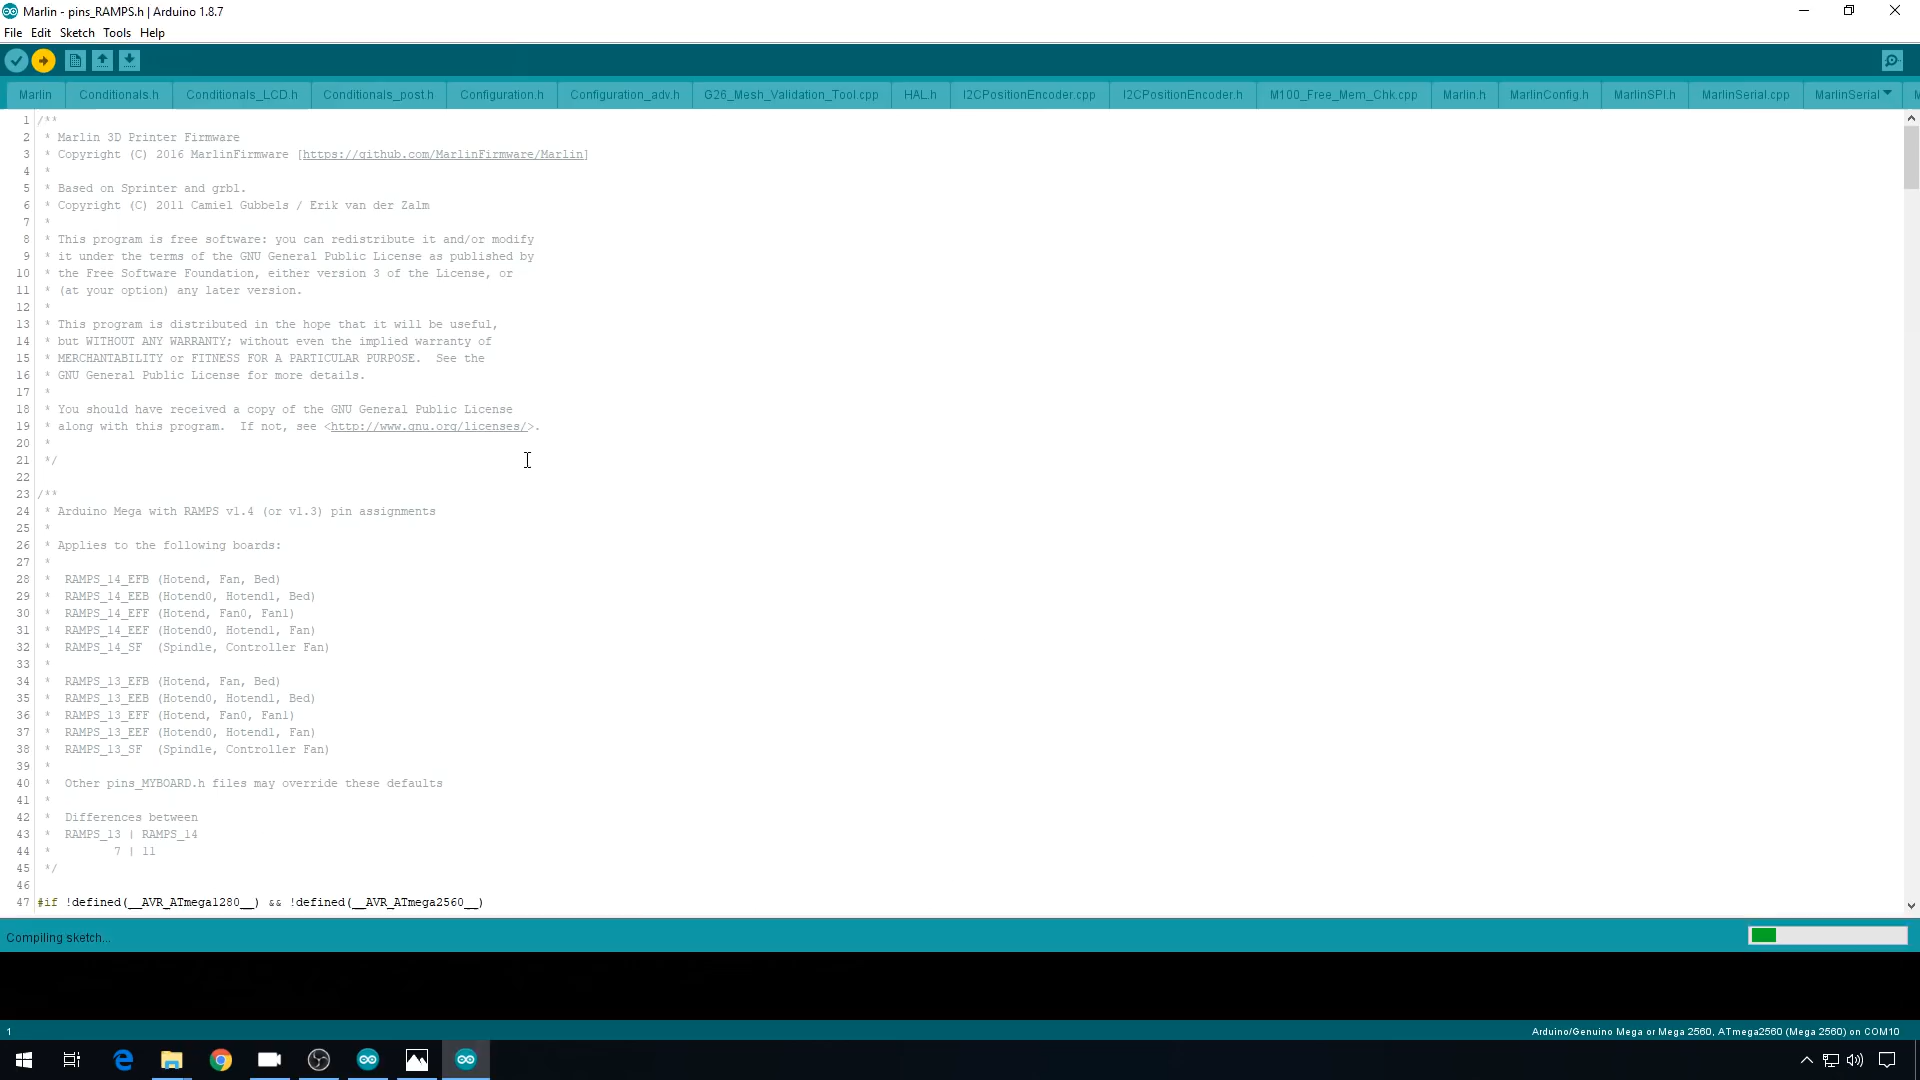 Marlin - pins_RAMPS.h | Arduino 1.8.7
File Edit Sketch Tools Help
Marlin Conditionals.h Conditionals_LCD.h Conditionals_post.h Configuration.h Configuration_adv.h G26_Mesh_Validation_Tool.cpp HAL.h I2CPositionEncoder.cpp I2CPositionEncoder.h M100_Free_Mem_Chk.cpp Marlin.h MarlinConfig.h MarlinSPI.h MarlinSerial.cpp MarlinSerial
1 /**
2 * Marlin 3D Printer Firmware
3 * Copyright (C) 2016 MarlinFirmware [https://github.com/MarlinFirmware/Marlin]
4 *
5 * Based on Sprinter and grbl.
6 * Copyright (C) 2011 Camiel Gubbels / Erik van der Zalm
7 *
8 * This program is free software: you can redistribute it and/or modify
9 * it under the terms of the GNU General Public License as published by
10 * the Free Software Foundation, either version 3 of the License, or
11 * (at your option) any later version.
12 *
13 * This program is distributed in the hope that it will be useful,
14 * but WITHOUT ANY WARRANTY; without even the implied warranty of
15 * MERCHANTABILITY or FITNESS FOR A PARTICULAR PURPOSE.  See the
16 * GNU General Public License for more details.
17 *
18 * You should have received a copy of the GNU General Public License
19 * along with this program.  If not, see <http://www.gnu.org/licenses/>.
20 *
21 */
22
23 /**
24 * Arduino Mega with RAMPS v1.4 (or v1.3) pin assignments
25 *
26 * Applies to the following boards:
27 *
28 *  RAMPS_14_EFB (Hotend, Fan, Bed)
29 *  RAMPS_14_EEB (Hotend0, Hotend1, Bed)
30 *  RAMPS_14_EFF (Hotend, Fan0, Fan1)
31 *  RAMPS_14_EEF (Hotend0, Hotend1, Fan)
32 *  RAMPS_14_SF  (Spindle, Controller Fan)
33 *
34 *  RAMPS_13_EFB (Hotend, Fan, Bed)
35 *  RAMPS_13_EEB (Hotend0, Hotend1, Bed)
36 *  RAMPS_13_EFF (Hotend, Fan0, Fan1)
37 *  RAMPS_13_EEF (Hotend0, Hotend1, Fan)
38 *  RAMPS_13_SF  (Spindle, Controller Fan)
39 *
40 *  Other pins_MYBOARD.h files may override these defaults
41 *
42 *  Differences between
43 *  RAMPS_13 | RAMPS_14
44 *         7 | 11
45 */
46
47 #if !defined(__AVR_ATmega1280__) && !defined(__AVR_ATmega2560__)
Compiling sketch...
1 Arduino/Genuino Mega or Mega 2560, ATmega2560 (Mega 2560) on COM10